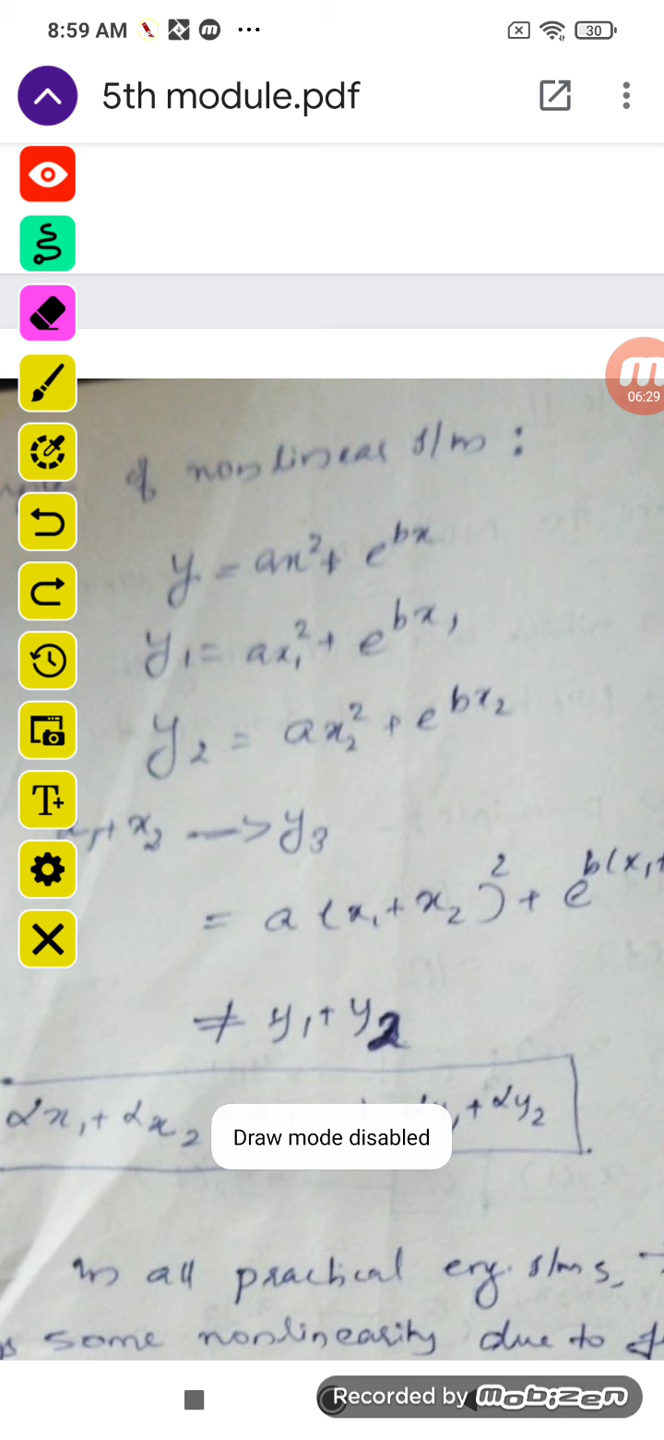 8:59 AM
30
5th module.pdf
06:29
of nonlinear s/m :
y = ax² + e^bx
y₁ = ax₁² + e^bx₁
y₂ = ax₂² + e^bx₂
T+
x₁ + x₂ —> y₃
= a (x₁ + x₂)² + e^b(x₁+
≠ y₁ + y₂
αx₁ + αx₂ + αy₂
Draw mode disabled
In all practical eng. s/ms,
some nonlinearity due to
Recorded by mobizen